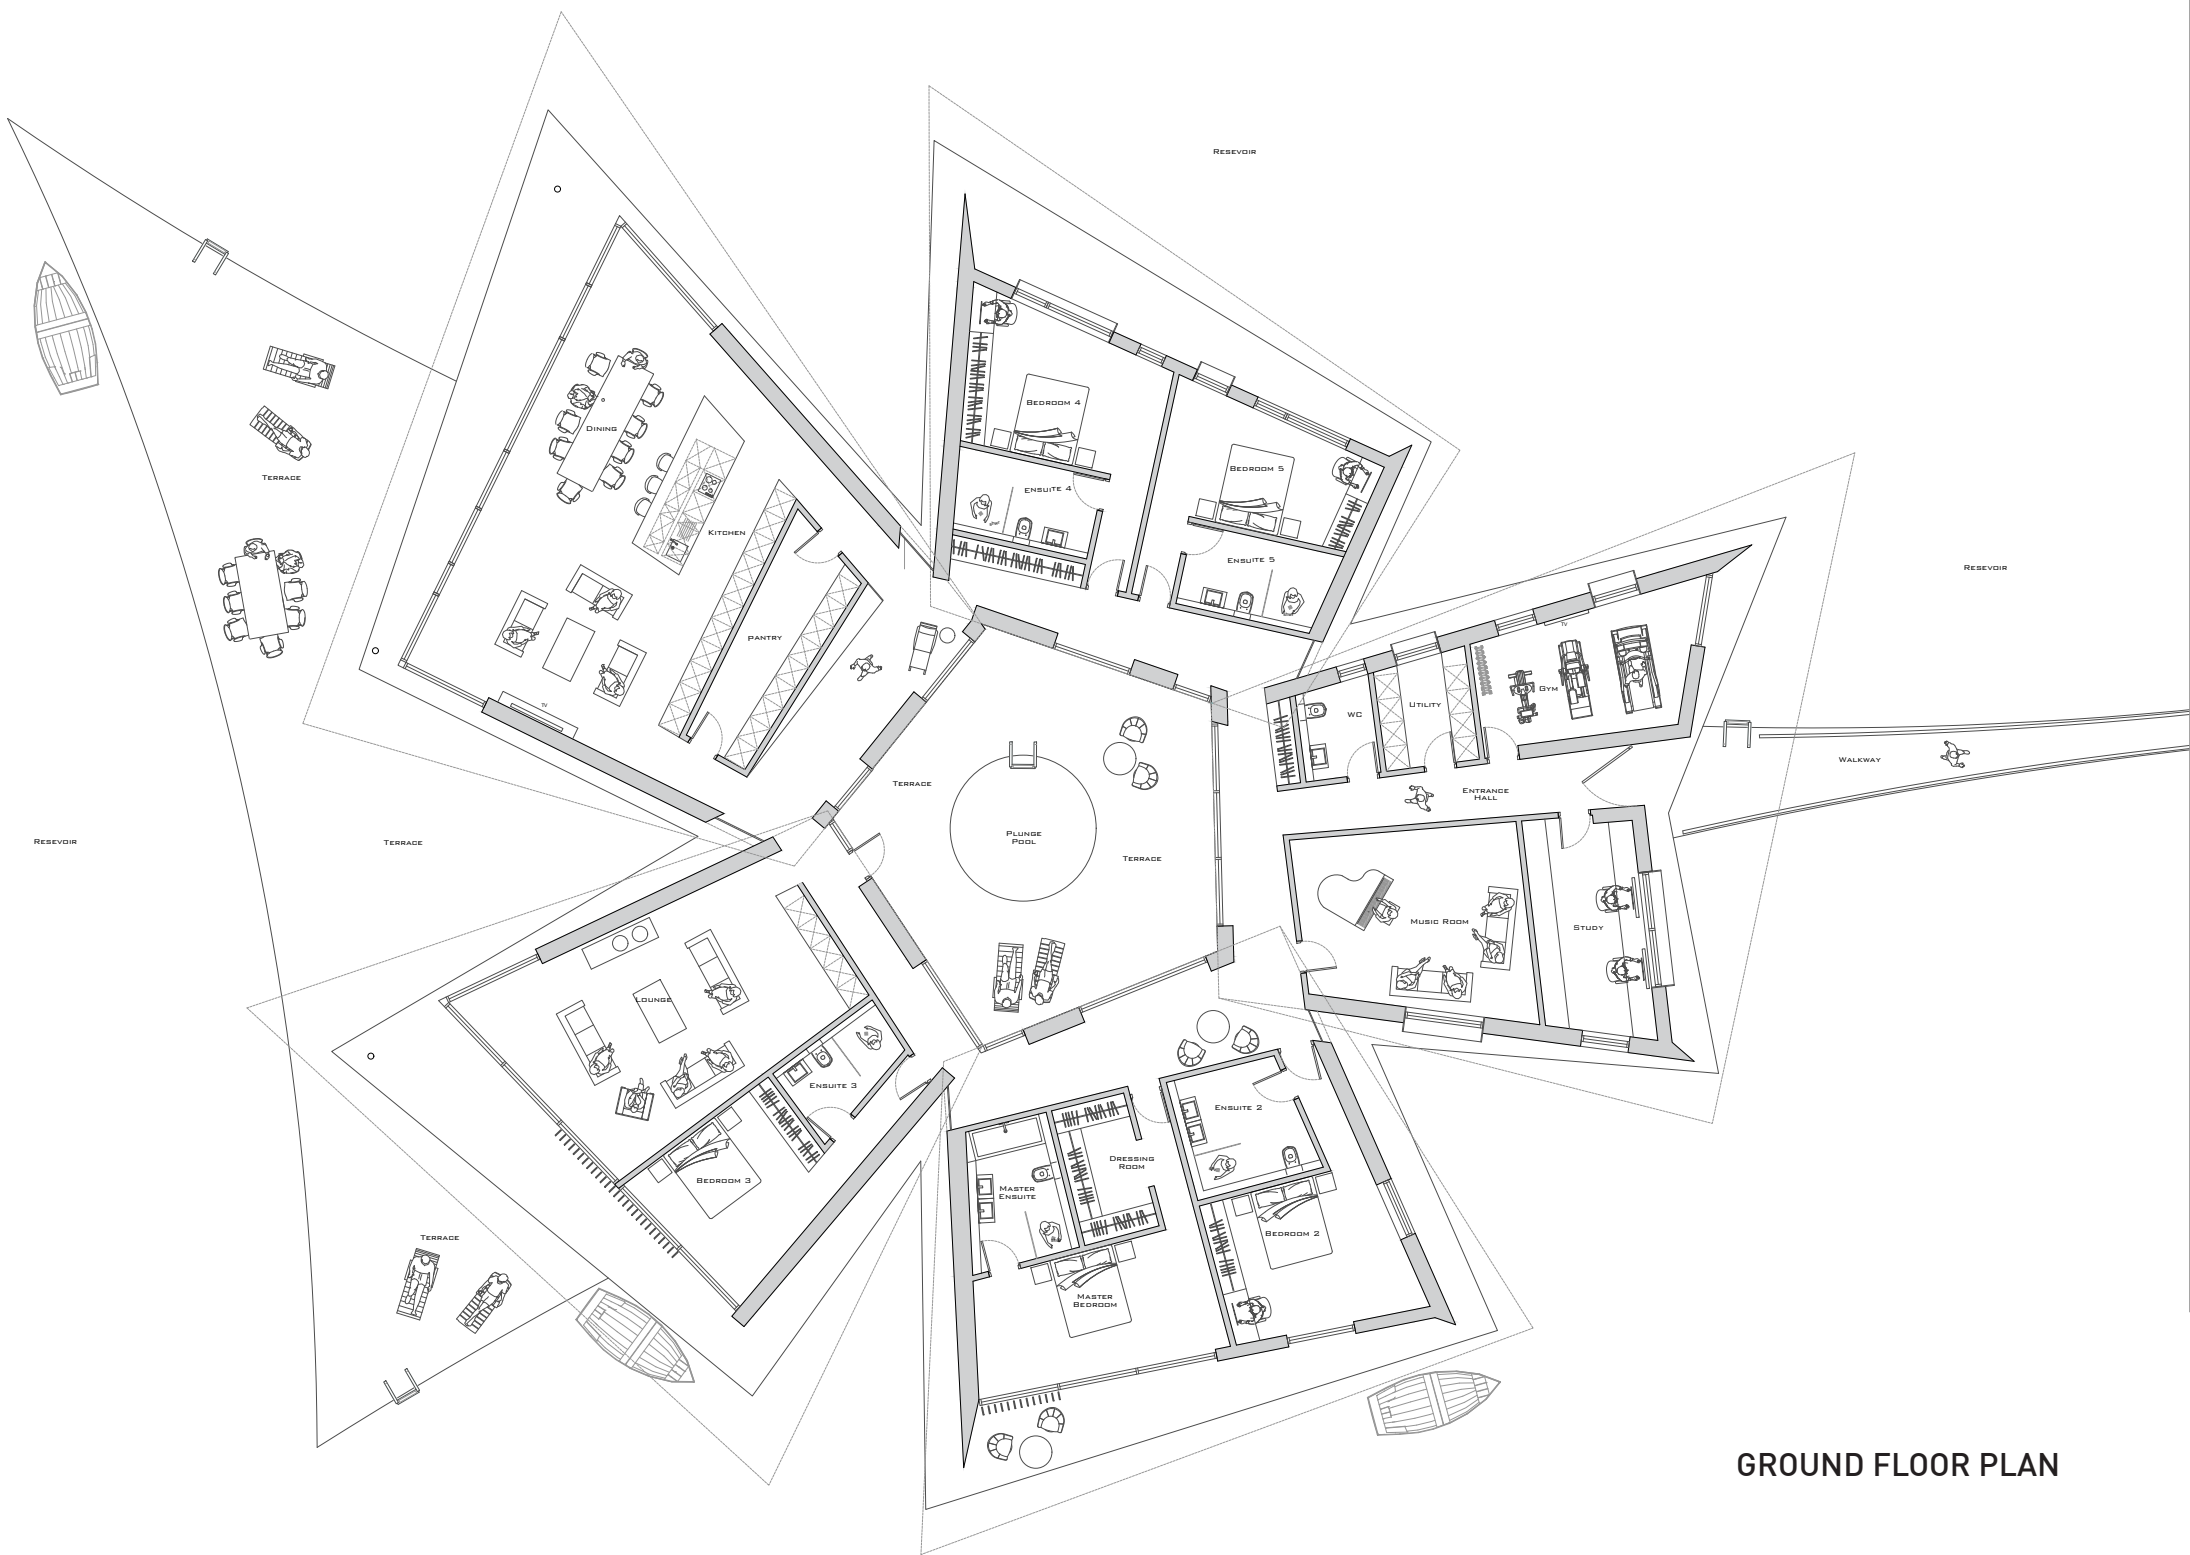 Resevoir
Bedroom 4
Dining
Terrace
Bedroom 5
Ensuite 4
Kitchen
Ensuite 5
Resevoir
TV
Pantry
Gym
Utility
WC
TV
Walkway
Terrace
Entrance
Hall
Plunge
Pool
Resevoir
Terrace
Terrace
Music Room
Study
Lounge
Ensuite 3
Ensuite 2
Dressing
Room
Bedroom 3
Master
Ensuite
Bedroom 2
Terrace
Master
Bedroom
GROUND FLOOR PLAN